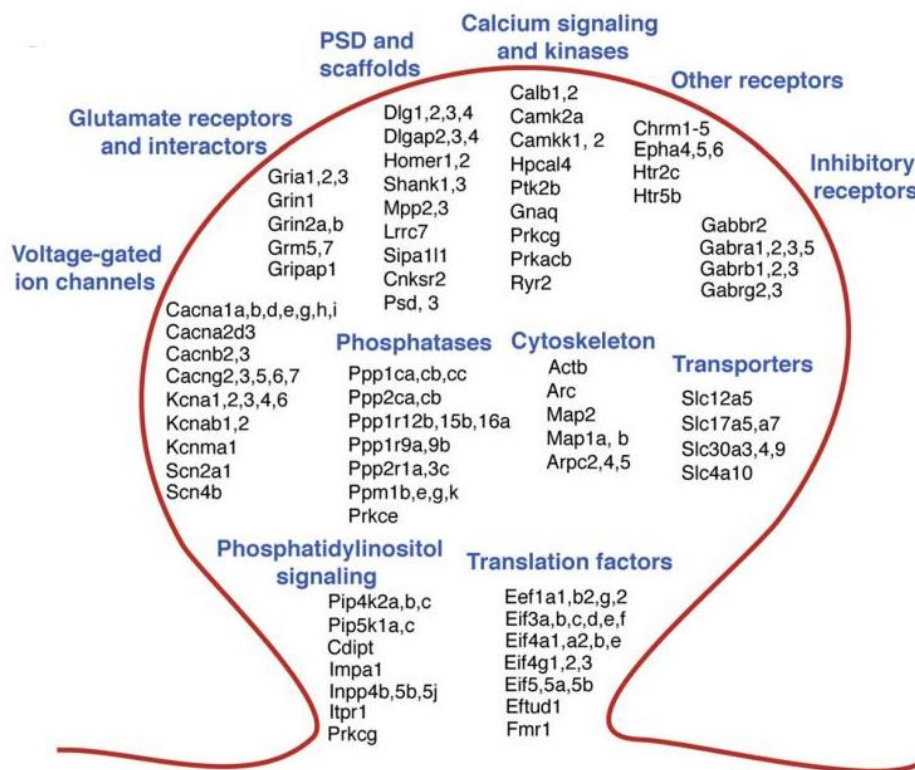 PSD and
scaffolds
Calcium signaling
and kinases
Other receptors
Glutamate receptors
and interactors
Inhibitory
receptors
Voltage-gated
ion channels
Dlg1,2,3,4
Dlgap2,3,4
Homer1,2
Shank1,3
Mpp2,3
Lrrc7
Sipa1l1
Cnksr2
Psd, 3
Calb1,2
Camk2a
Camkk1, 2
Hpcal4
Ptk2b
Gnaq
Prkcg
Prkacb
Ryr2
Chrm1-5
Epha4,5,6
Htr2c
Htr5b
Gria1,2,3
Grin1
Grin2a,b
Grm5,7
Gripap1
Gabbr2
Gabra1,2,3,5
Gabrb1,2,3
Gabrg2,3
Cacna1a,b,d,e,g,h,i
Cacna2d3
Cacnb2,3
Cacng2,3,5,6,7
Kcna1,2,3,4,6
Kcnab1,2
Kcnma1
Scn2a1
Scn4b
Phosphatases
Ppp1ca,cb,cc
Ppp2ca,cb
Ppp1r12b,15b,16a
Ppp1r9a,9b
Ppp2r1a,3c
Ppm1b,e,g,k
Prkce
Cytoskeleton
Actb
Arc
Map2
Map1a, b
Arpc2,4,5
Transporters
Slc12a5
Slc17a5,a7
Slc30a3,4,9
Slc4a10
Phosphatidylinositol
signaling
Pip4k2a,b,c
Pip5k1a,c
Cdipt
Impa1
Inpp4b,5b,5j
Itpr1
Prkcg
Translation factors
Eef1a1,b2,g,2
Eif3a,b,c,d,e,f
Eif4a1,a2,b,e
Eif4g1,2,3
Eif5,5a,5b
Eftud1
Fmr1